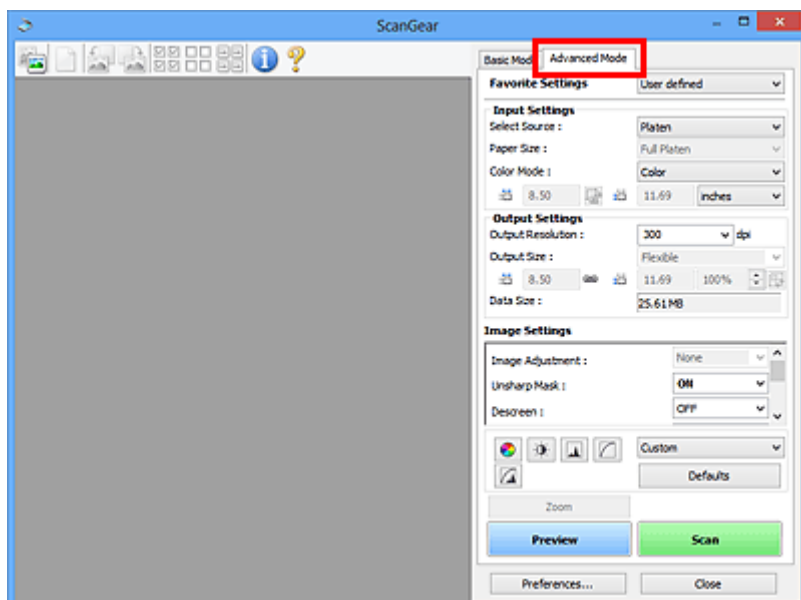 ScanGear
Basic Mode Advanced Mode
Favorite Settings User defined
Input Settings
Select Source : Platen
Paper Size : Full Platen
Color Mode : Color
8.50 11.69 inches
Output Settings
Output Resolution : 300 dpi
Output Size : Flexible
8.50 11.69 100%
Data Size : 25.61MB
Image Settings
Image Adjustment : None
Unsharp Mask : ON
Descreen : OFF
Custom
Defaults
Zoom
Preview Scan
Preferences... Close